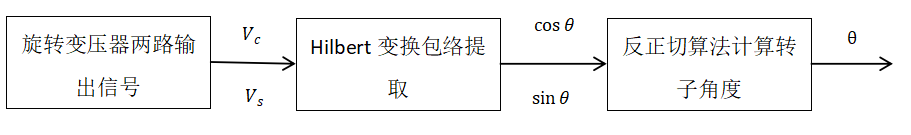 旋转变压器两路输
出信号
V_c
V_s
Hilbert 变换包络提
取
cos θ
sin θ
反正切算法计算转
子角度
θ